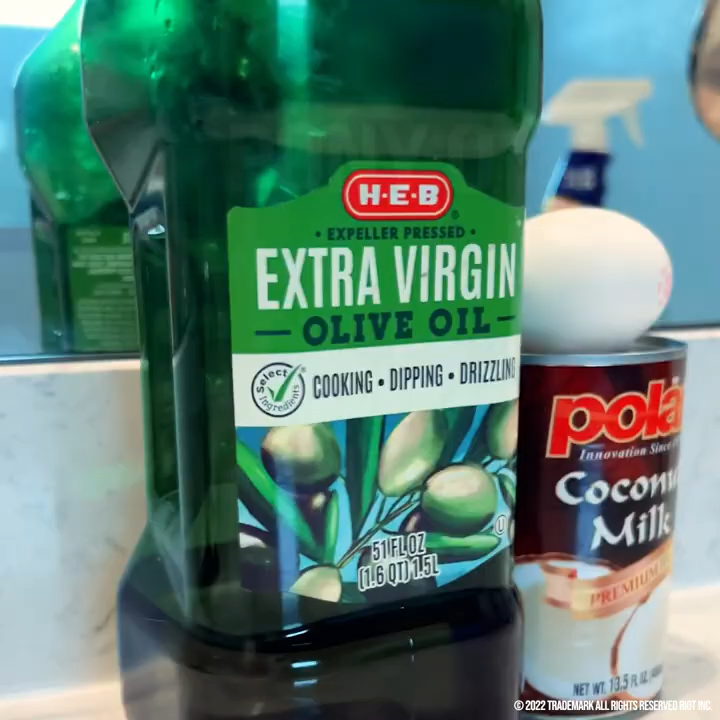 H-E-B
• EXPELLER PRESSED •
EXTRA VIRGIN
OLIVE OIL
Select Ingredients
COOKING • DIPPING • DRIZZLING
51 FL OZ
(1.6 QT) 1.5L
U
pola
Innovation Since
Coconu
Milk
PREMIUM
NET WT. 13.5 FL OZ
© 2022 TRADEMARK ALL RIGHTS RESERVED RIOT INC.